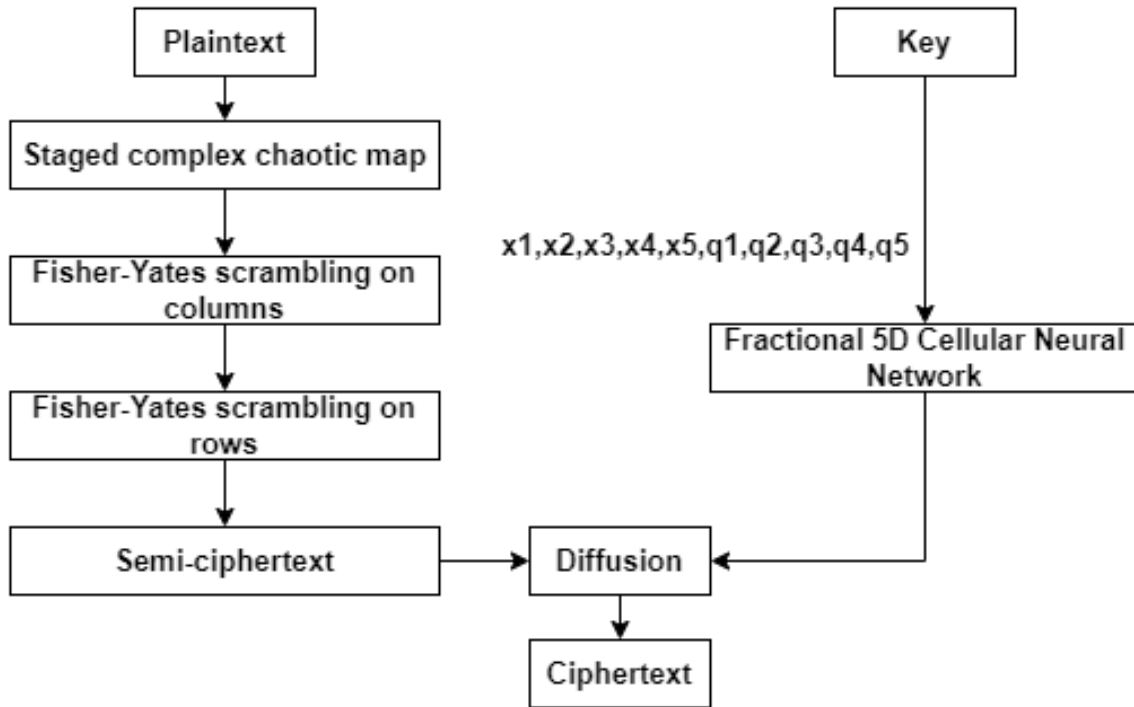 Plaintext
Key
Staged complex chaotic map
x1,x2,x3,x4,x5,q1,q2,q3,q4,q5
Fisher-Yates scrambling on
columns
Fractional 5D Cellular Neural
Network
Fisher-Yates scrambling on
rows
Semi-ciphertext
Diffusion
Ciphertext